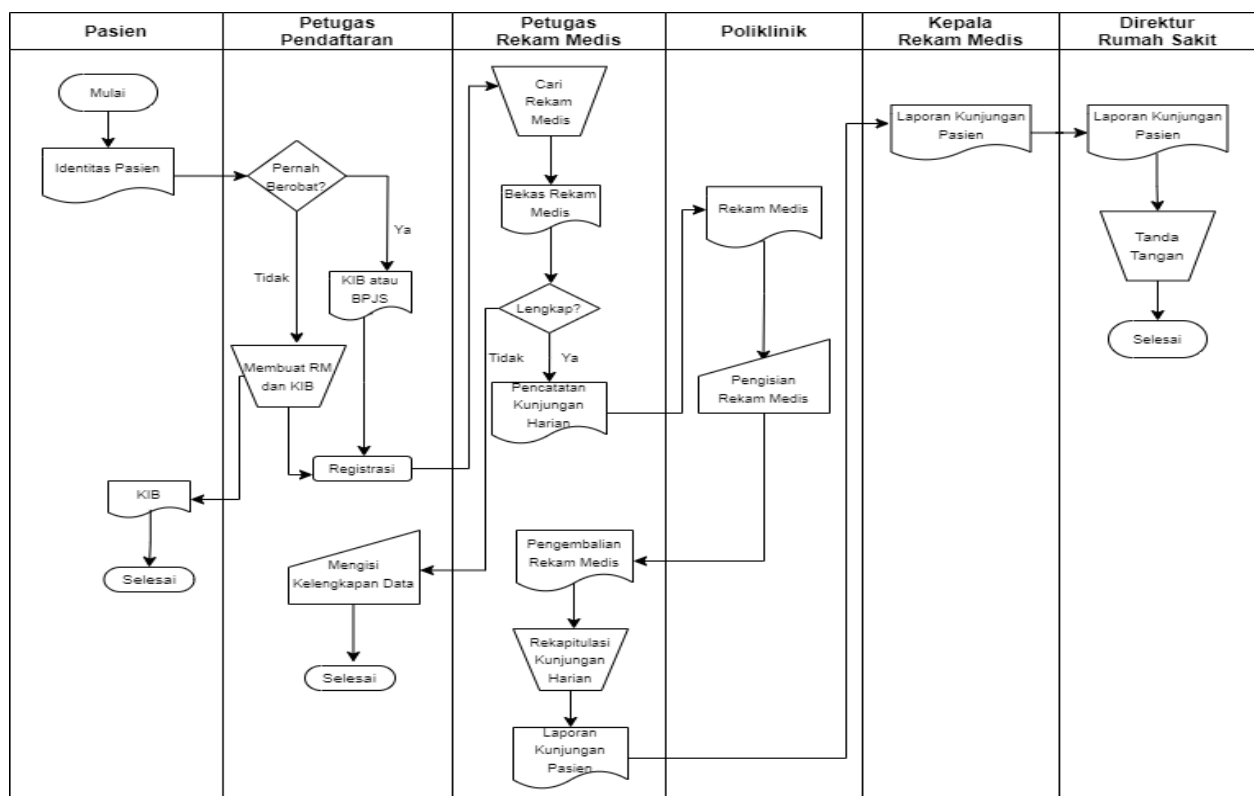 Pasien
Petugas
Pendaftaran
Petugas
Rekam Medis
Poliklinik
Kepala
Rekam Medis
Direktur
Rumah Sakit
Mulai
Identitas Pasien
KIB
Selesai
Pernah
Berobat?
Ya
Tidak
KIB atau
BPJS
Membuat RM
dan KIB
Registrasi
Mengisi
Kelengkapan Data
Selesai
Cari
Rekam
Medis
Bekas Rekam
Medis
Lengkap?
Tidak
Ya
Pencatatan
Kunjungan
Harian
Pengembalian
Rekam Medis
Rekapitulasi
Kunjungan
Harian
Laporan
Kunjungan
Pasien
Rekam Medis
Pengisian
Rekam Medis
Laporan Kunjungan
Pasien
Laporan Kunjungan
Pasien
Tanda
Tangan
Selesai